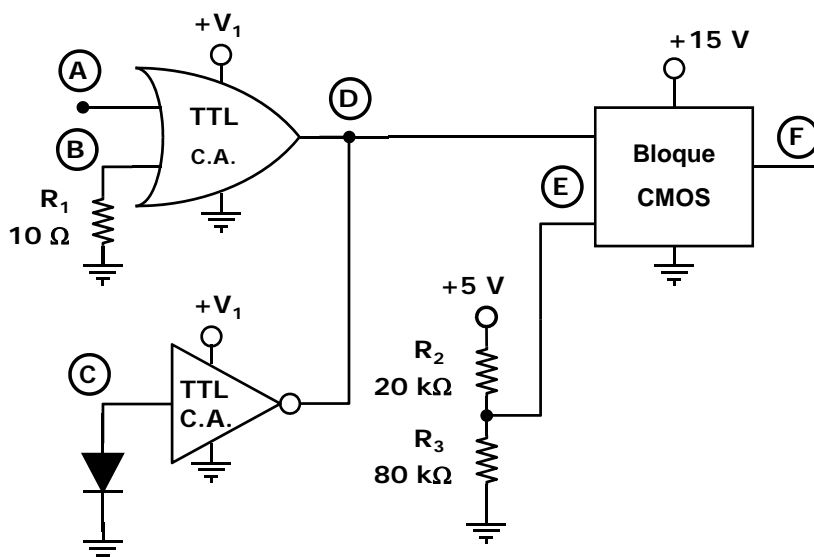 +V1
+15 V
A
D
TTL
C.A.
B
R1
10 Ω
Bloque
CMOS
F
E
+V1
+5 V
C
TTL
C.A.
R2
20 kΩ
R3
80 kΩ